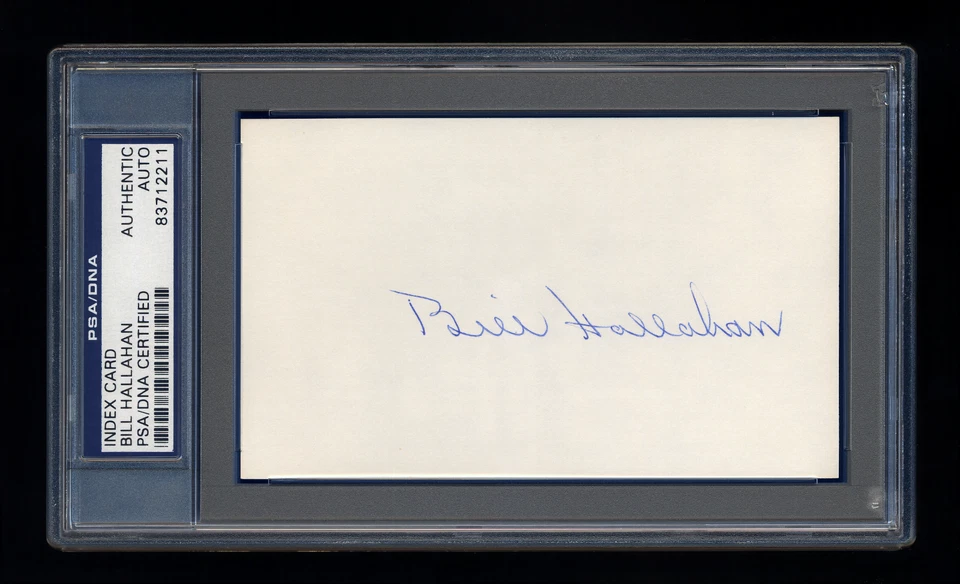 PSA/DNA
INDEX CARD
BILL HALLAHAN
PSA/DNA CERTIFIED
AUTHENTIC
AUTO
83712211
Bill Hallahan